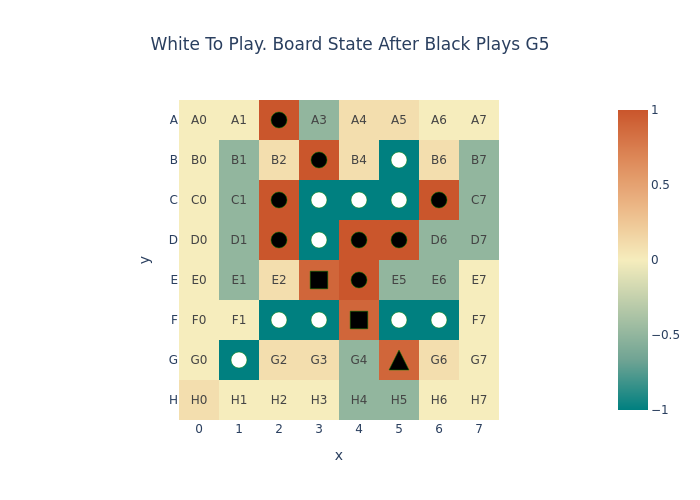 White To Play. Board State After Black Plays G5
A A0 A1 A3 A4 A5 A6 A7 1
B B0 B1 B2 B4 B6 B7
C C0 C1 C7 0.5
D D0 D1 D6 D7
y 0
E E0 E1 E2 E5 E6 E7
F F0 F1 F7 −0.5
G G0 G2 G3 G4 G6 G7
H H0 H1 H2 H3 H4 H5 H6 H7 −1
0 1 2 3 4 5 6 7
x